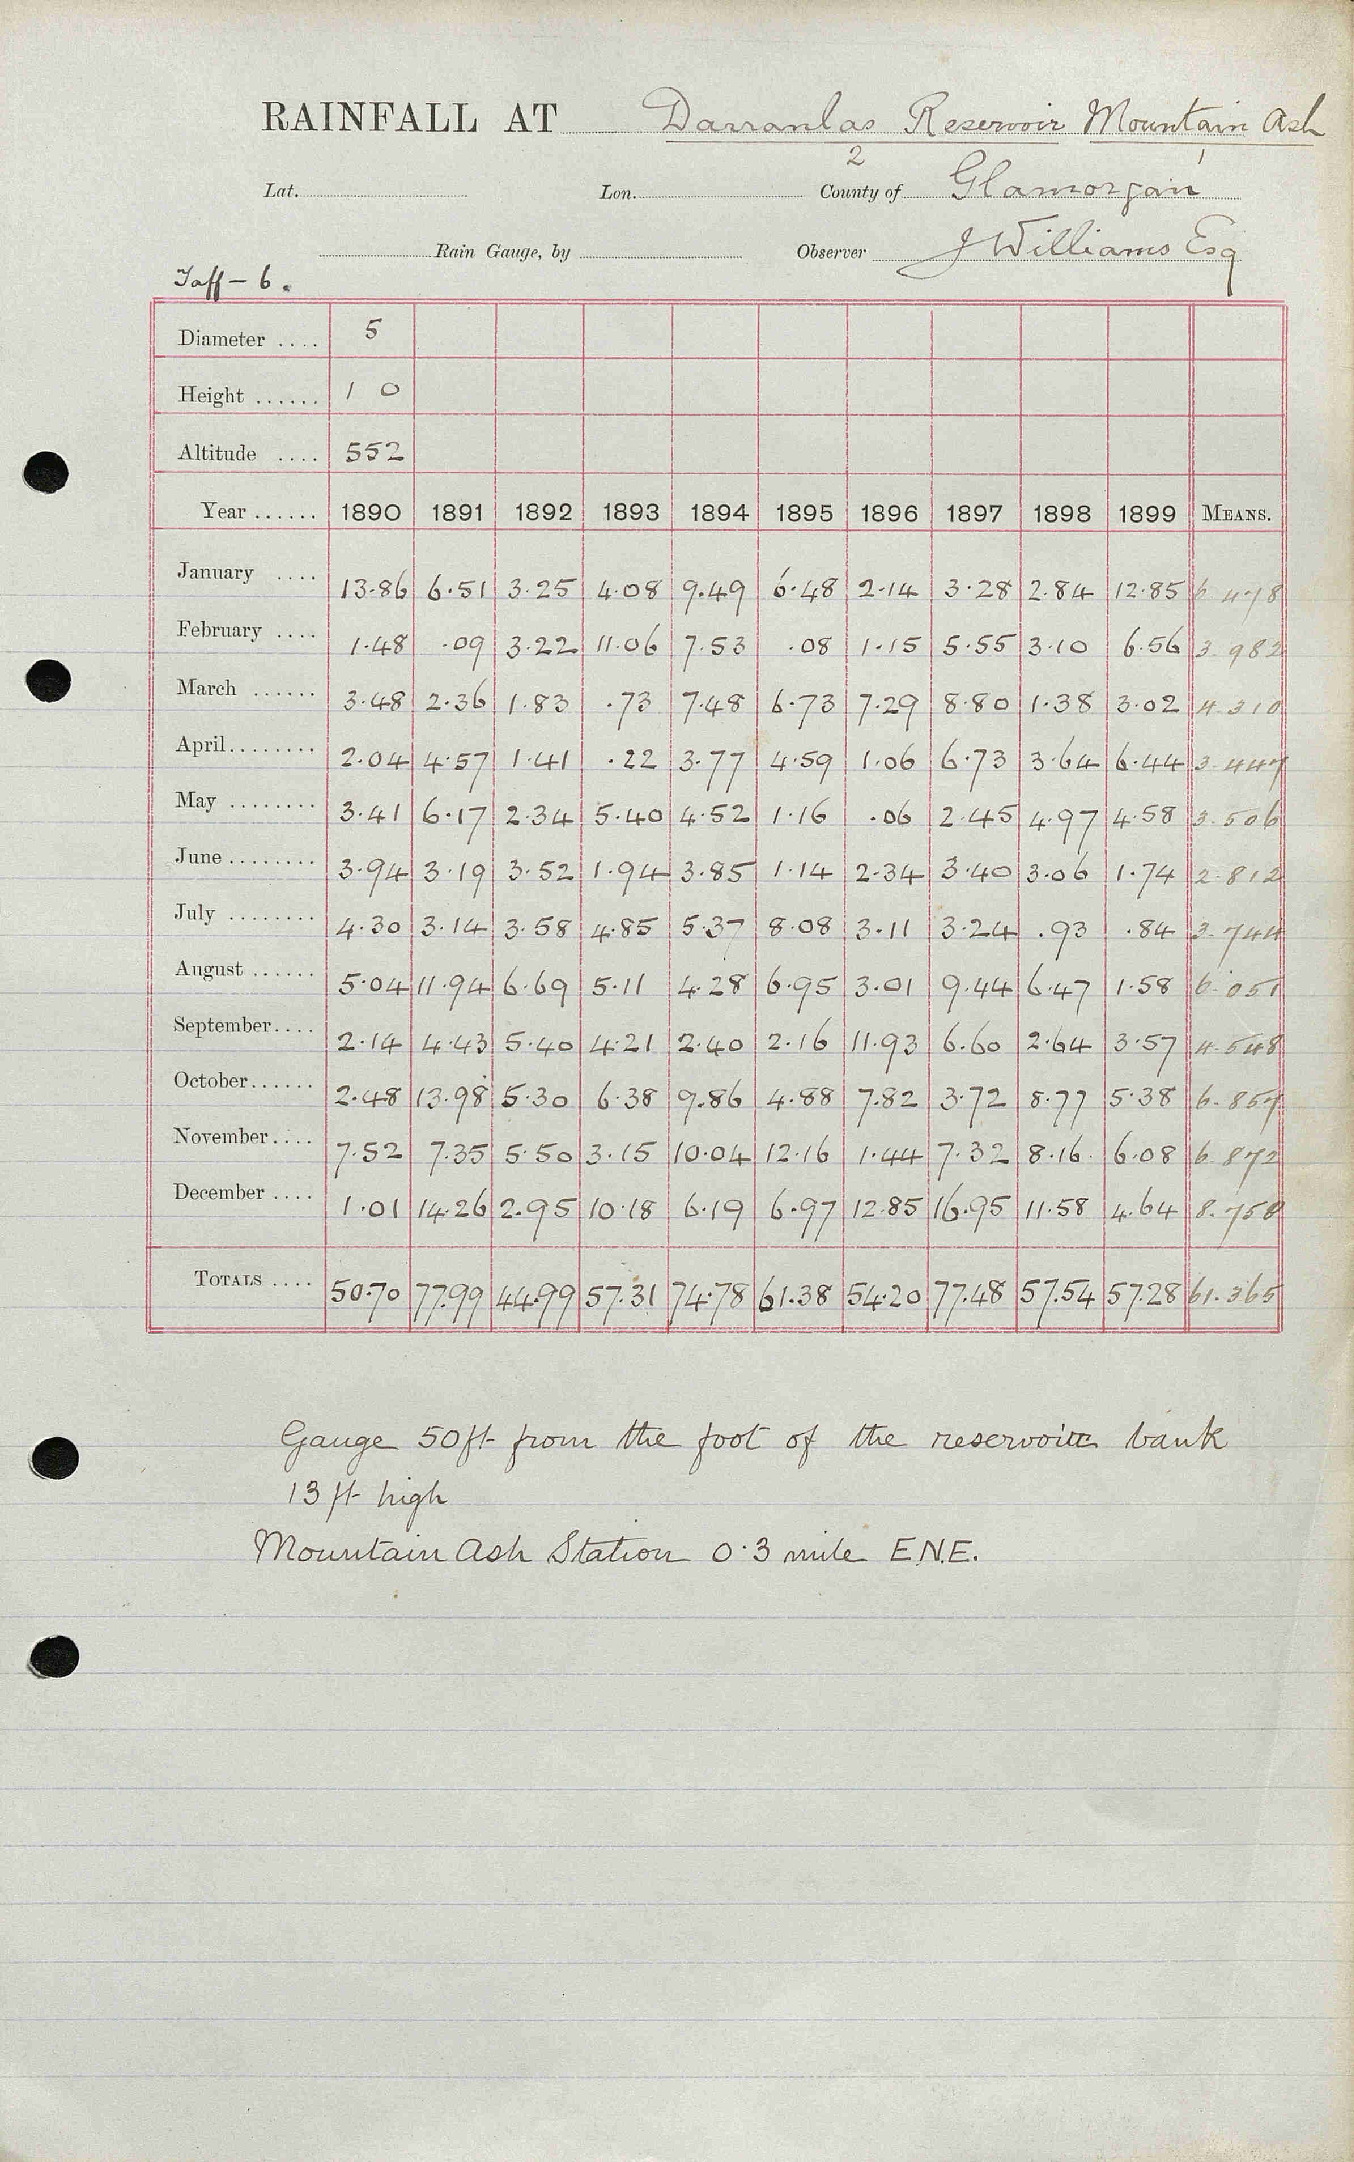 RAINFALL AT Darranlas Reservoir Mountain Ash
2 1
Lat. Lon. County of Glamorgan
Rain Gauge, by Observer J Williams Esq
Taff - 6.
Diameter .... 5
Height ...... 1 0
Altitude .... 552
Year ...... 1890 1891 1892 1893 1894 1895 1896 1897 1898 1899 MEANS.
January .... 13.86 6.51 3.25 4.08 9.49 6.48 2.14 3.28 2.84 12.85 6.478
February .... 1.48 .09 3.22 11.06 7.53 .08 1.15 5.55 3.10 6.56 3.982
March ...... 3.48 2.36 1.83 .73 7.48 6.73 7.29 8.80 1.38 3.02 4.310
April........ 2.04 4.57 1.41 .22 3.77 4.59 1.06 6.73 3.64 6.44 3.447
May ........ 3.41 6.17 2.34 5.40 4.52 1.16 .06 2.45 4.97 4.58 3.506
June ........ 3.94 3.19 3.52 1.94 3.85 1.14 2.34 3.40 3.06 1.74 2.812
July ........ 4.30 3.14 3.58 4.85 5.37 8.08 3.11 3.24 .93 .84 3.744
August ...... 5.04 11.94 6.69 5.11 4.28 6.95 3.01 9.44 6.47 1.58 6.051
September.... 2.14 4.43 5.40 4.21 2.40 2.16 11.93 6.60 2.64 3.57 4.548
October...... 2.48 13.98 5.30 6.38 9.86 4.88 7.82 3.72 8.77 5.38 6.857
November.... 7.52 7.35 5.50 3.15 10.04 12.16 1.44 7.32 8.16 6.08 6.872
December .... 1.01 14.26 2.95 10.18 6.19 6.97 12.85 16.95 11.58 4.64 8.758
TOTALS .... 50.70 77.99 44.99 57.31 74.78 61.38 54.20 77.48 57.54 57.28 61.365
Gauge 50ft from the foot of the reservoir bank
13 ft high
Mountain Ash Station 0.3 mile E.N.E.